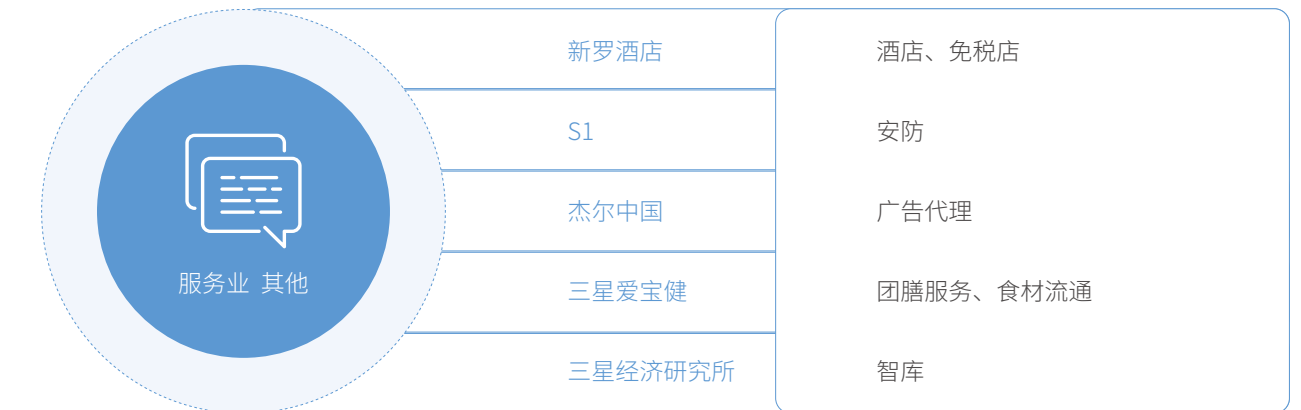 新罗酒店 酒店、免税店
S1 安防
杰尔中国 广告代理
服务业 其他
三星爱宝健 团膳服务、食材流通
三星经济研究所 智库